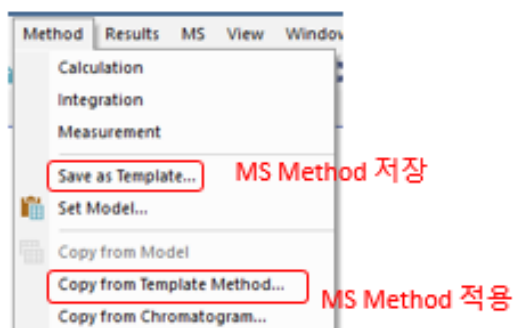 Method Results MS View Window
Calculation
Integration
Measurement
Save as Template... MS Method 저장
Set Model...
Copy from Model
Copy from Template Method...
MS Method 적용
Copy from Chromatogram...